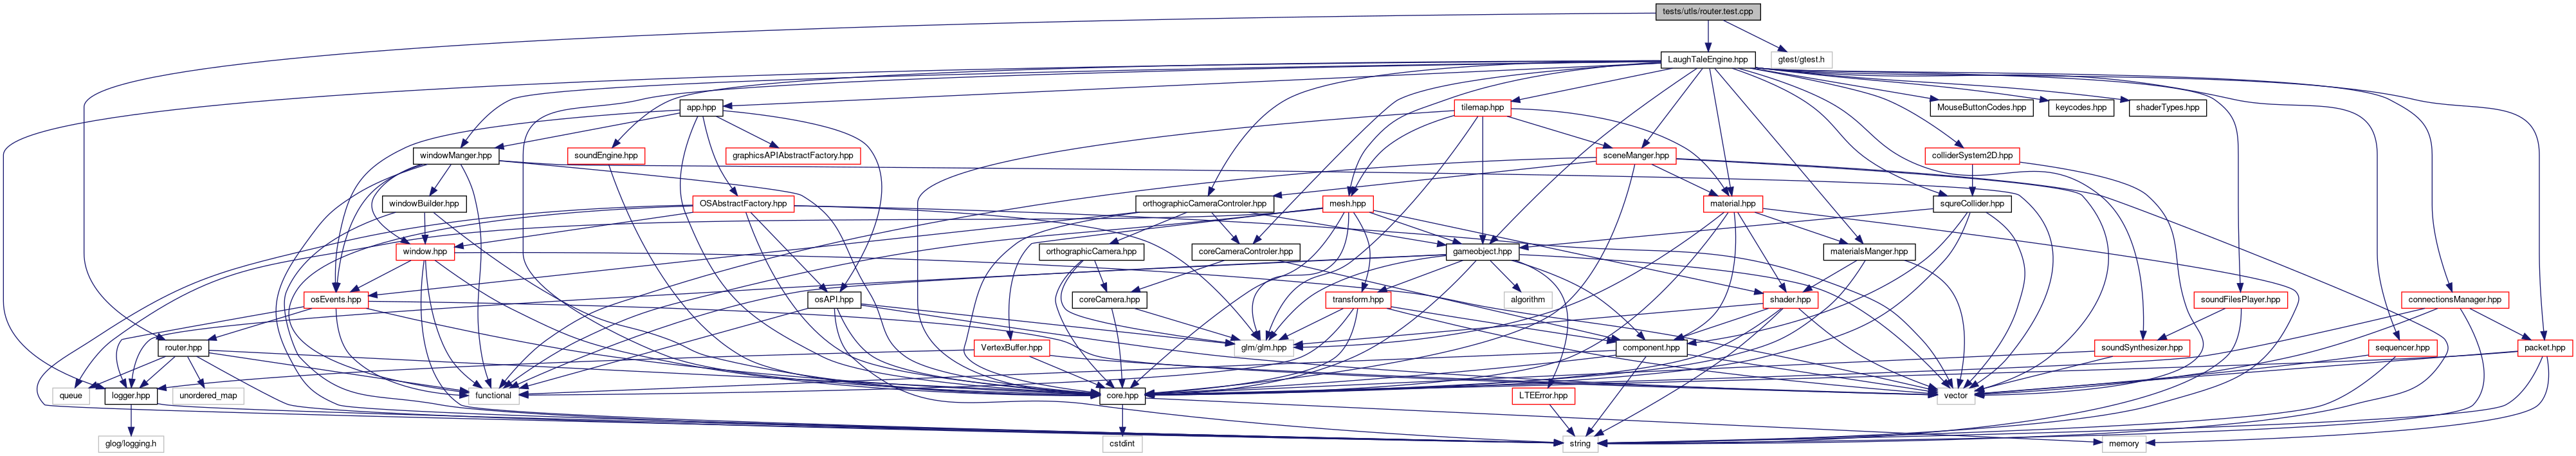 tests/utls/router.test.cpp
LaughTaleEngine.hpp
gtest/gtest.h
app.hpp
tilemap.hpp
MouseButtonCodes.hpp
keycodes.hpp
shaderTypes.hpp
windowManger.hpp
soundEngine.hpp
graphicsAPIAbstractFactory.hpp
sceneManger.hpp
colliderSystem2D.hpp
windowBuilder.hpp
OSAbstractFactory.hpp
orthographicCameraControler.hpp
mesh.hpp
material.hpp
squreCollider.hpp
window.hpp
orthographicCamera.hpp
coreCameraControler.hpp
gameobject.hpp
materialsManger.hpp
osEvents.hpp
osAPI.hpp
coreCamera.hpp
transform.hpp
algorithm
shader.hpp
soundFilesPlayer.hpp
connectionsManager.hpp
router.hpp
VertexBuffer.hpp
glm/glm.hpp
component.hpp
soundSynthesizer.hpp
sequencer.hpp
packet.hpp
queue
logger.hpp
unordered_map
functional
core.hpp
LTEError.hpp
vector
glog/logging.h
cstdint
string
memory